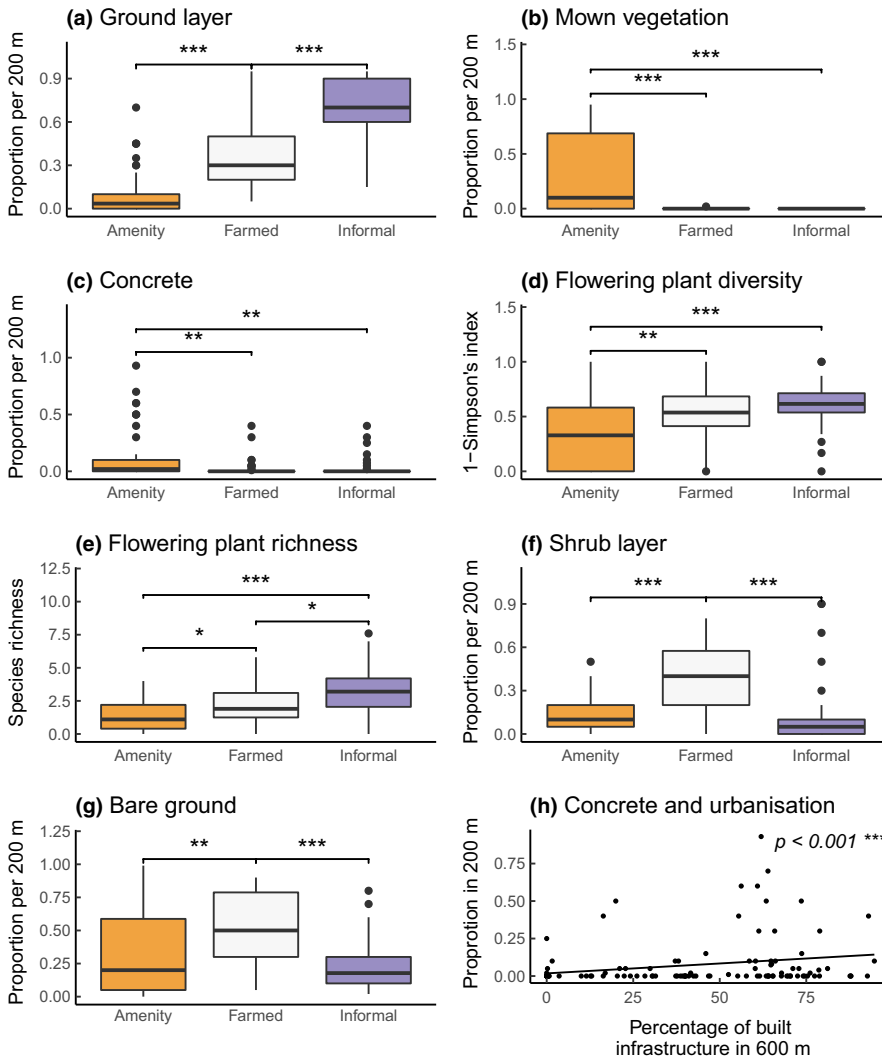 (a) Ground layer
Proportion per 200 m
0.9
0.6
0.3
0.0
***
***
Amenity Farmed Informal
(b) Mown vegetation
Proportion per 200 m
1.5
1.0
0.5
0.0
***
***
Amenity Farmed Informal
(c) Concrete
Proportion per 200 m
1.0
0.5
0.0
**
**
Amenity Farmed Informal
(d) Flowering plant diversity
1−Simpson's index
1.5
1.0
0.5
0.0
***
**
Amenity Farmed Informal
(e) Flowering plant richness
Species richness
12.5
10.0
7.5
5.0
2.5
0.0
***
*
*
Amenity Farmed Informal
(f) Shrub layer
Proportion per 200 m
0.9
0.6
0.3
0.0
***
***
Amenity Farmed Informal
(g) Bare ground
Proportion per 200 m
1.25
1.00
0.75
0.50
0.25
0.00
**
***
Amenity Farmed Informal
(h) Concrete and urbanisation
Proprotion in 200 m
0.75
0.50
0.25
0.00
p < 0.001 ***
0 25 50 75
Percentage of built
infrastructure in 600 m